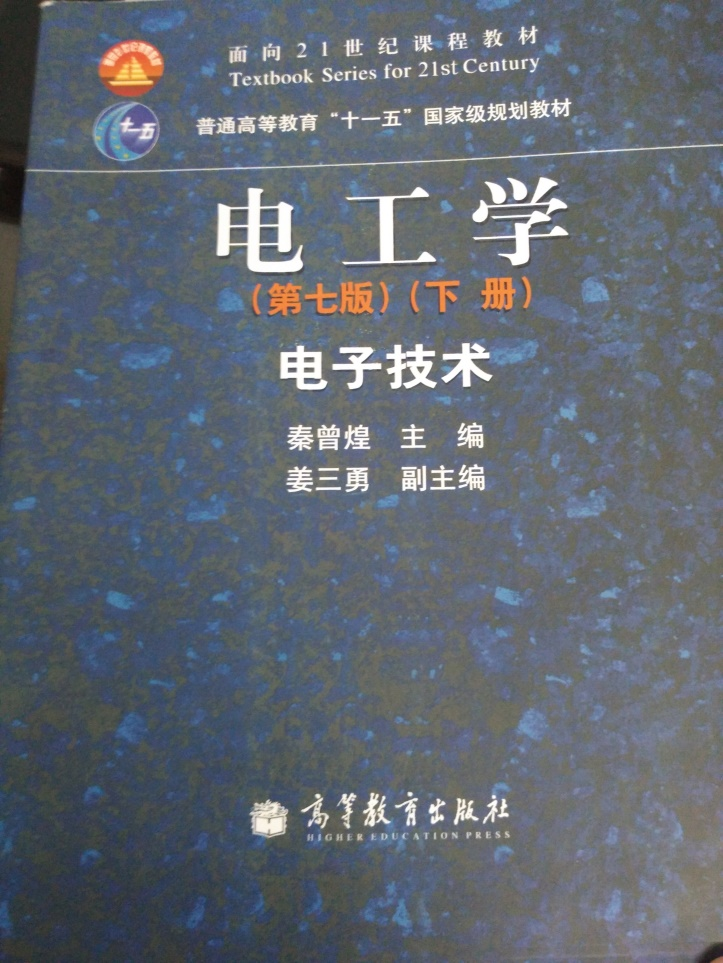 面向21世纪课程教材
Textbook Series for 21st Century
十一五
普通高等教育“十一五”国家级规划教材
电工学
(第七版)(下 册)
电子技术
秦曾煌 主 编
姜三勇 副主编
高等教育出版社
HIGHER EDUCATION PRESS